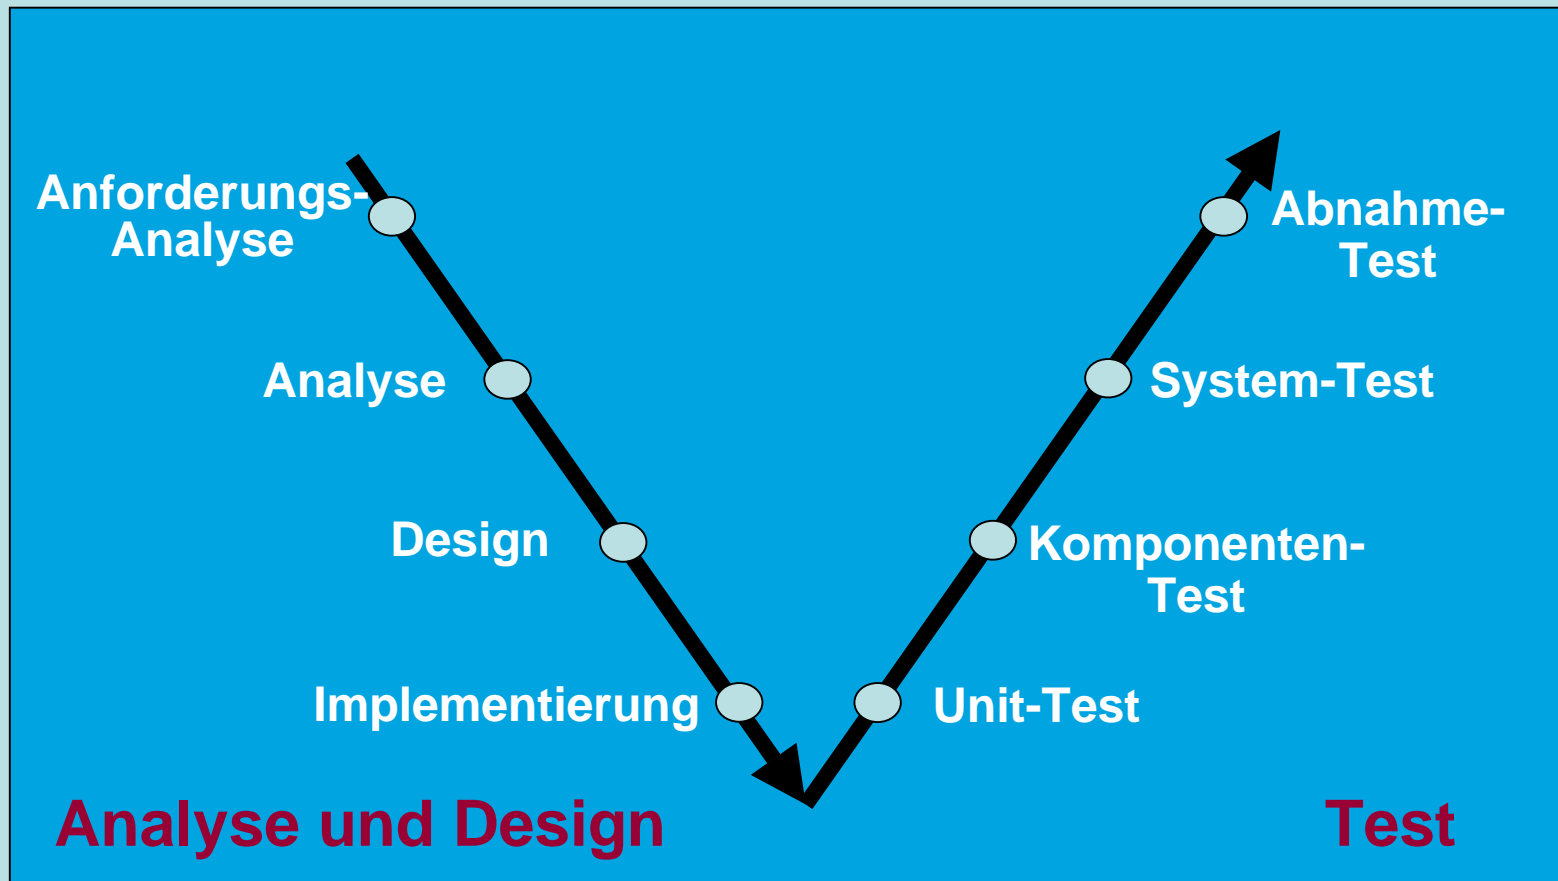 Anforderungs-
Analyse
Abnahme-
Test
Analyse
System-Test
Design
Komponenten-
Test
Implementierung
Unit-Test
Analyse und Design
Test